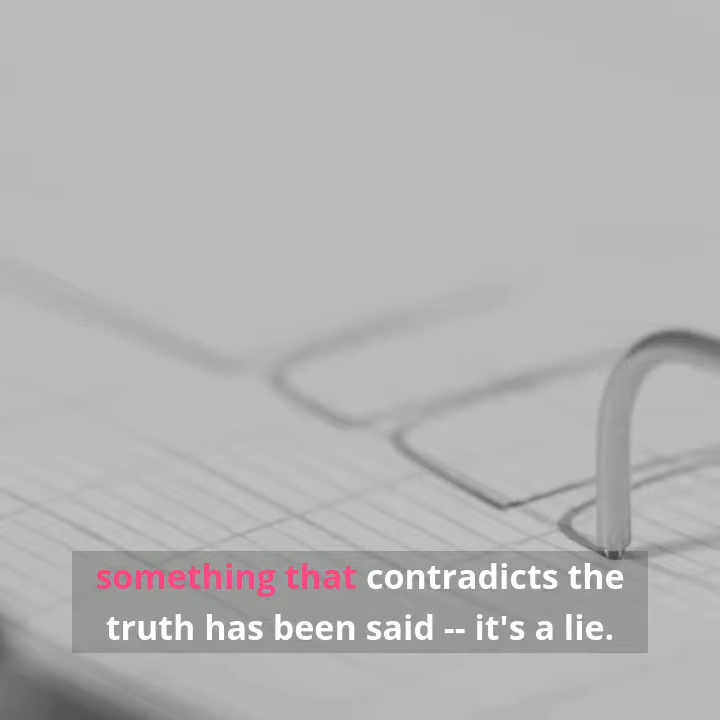 something that contradicts the
truth has been said -- it's a lie.